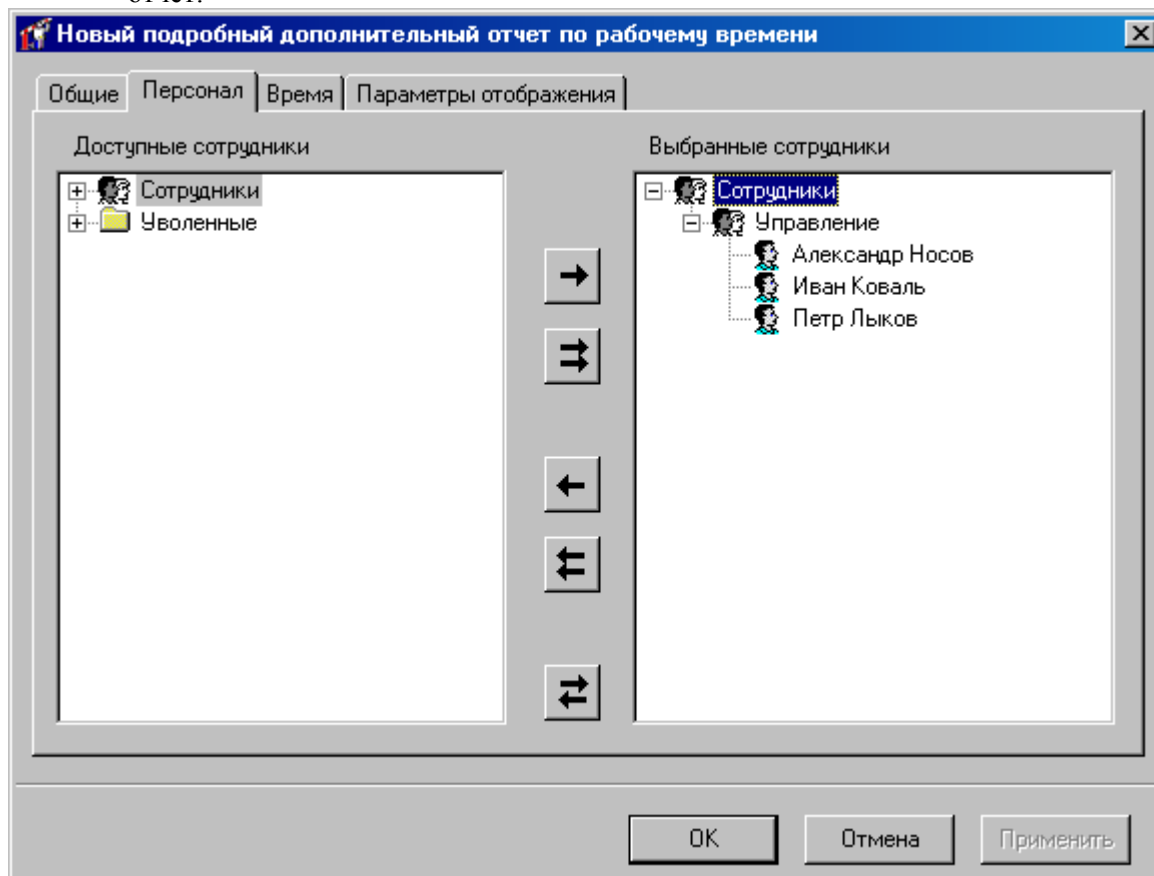 Новый подробный дополнительный отчет по рабочему времени
Общие Персонал Время Параметры отображения
Доступные сотрудники Выбранные сотрудники
Сотрудники Сотрудники
Уволенные Управление
Александр Носов
Иван Коваль
Петр Лыков
OK Отмена Применить